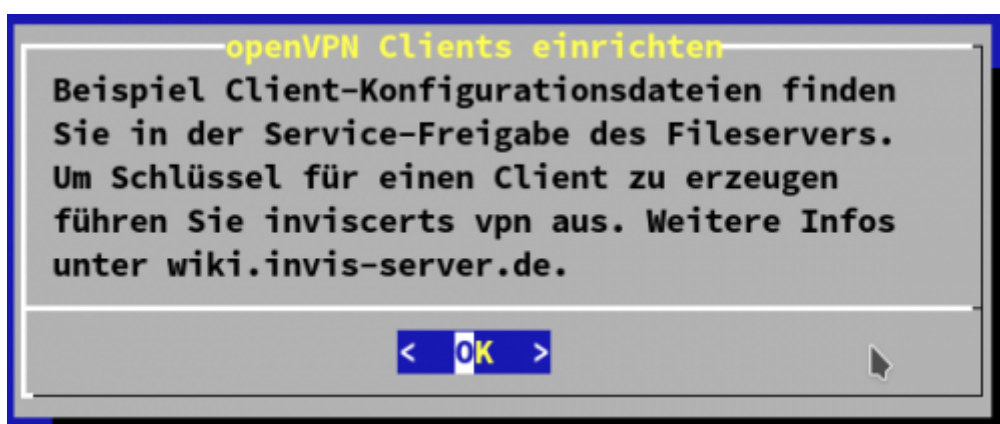 openVPN Clients einrichten
Beispiel Client-Konfigurationsdateien finden
Sie in der Service-Freigabe des Fileservers.
Um Schlüssel für einen Client zu erzeugen
führen Sie inviscerts vpn aus. Weitere Infos
unter wiki.invis-server.de.
< OK >